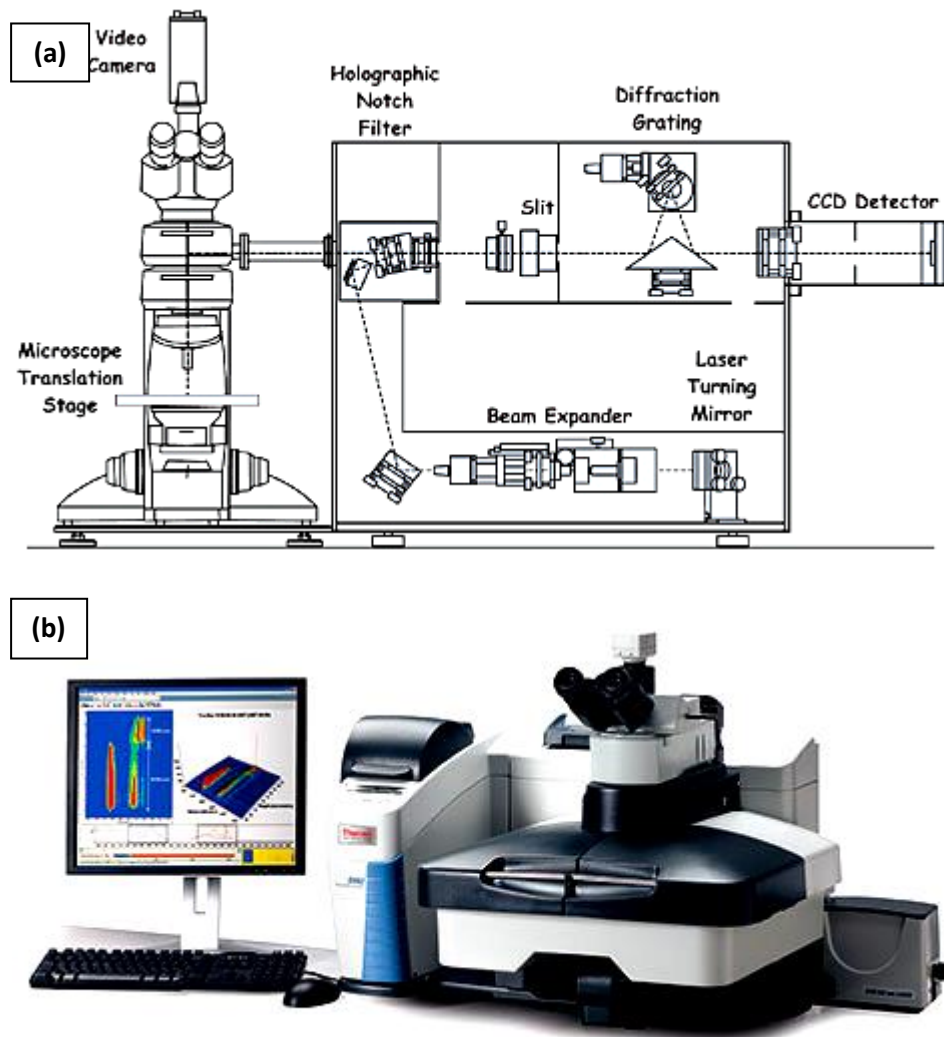 (a)
Video
Camera
Holographic
Notch
Filter
Diffraction
Grating
Slit
CCD Detector
Microscope
Translation
Stage
Beam Expander
Laser
Turning
Mirror
(b)
Thermo